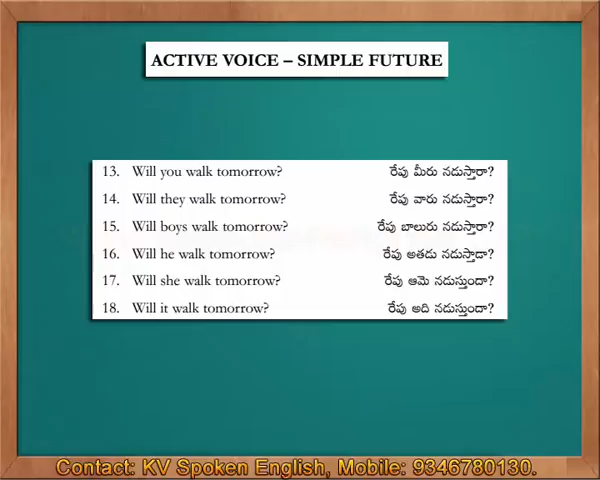 ACTIVE VOICE – SIMPLE FUTURE
13. Will you walk tomorrow? రేపు మీరు నడుస్తారా?
14. Will they walk tomorrow? రేపు వారు నడుస్తారా?
15. Will boys walk tomorrow? రేపు బాలురు నడుస్తారా?
16. Will he walk tomorrow? రేపు అతడు నడుస్తాడా?
17. Will she walk tomorrow? రేపు ఆమె నడుస్తుందా?
18. Will it walk tomorrow? రేపు అది నడుస్తుందా?
Contact: KV Spoken English, Mobile: 9346780130.